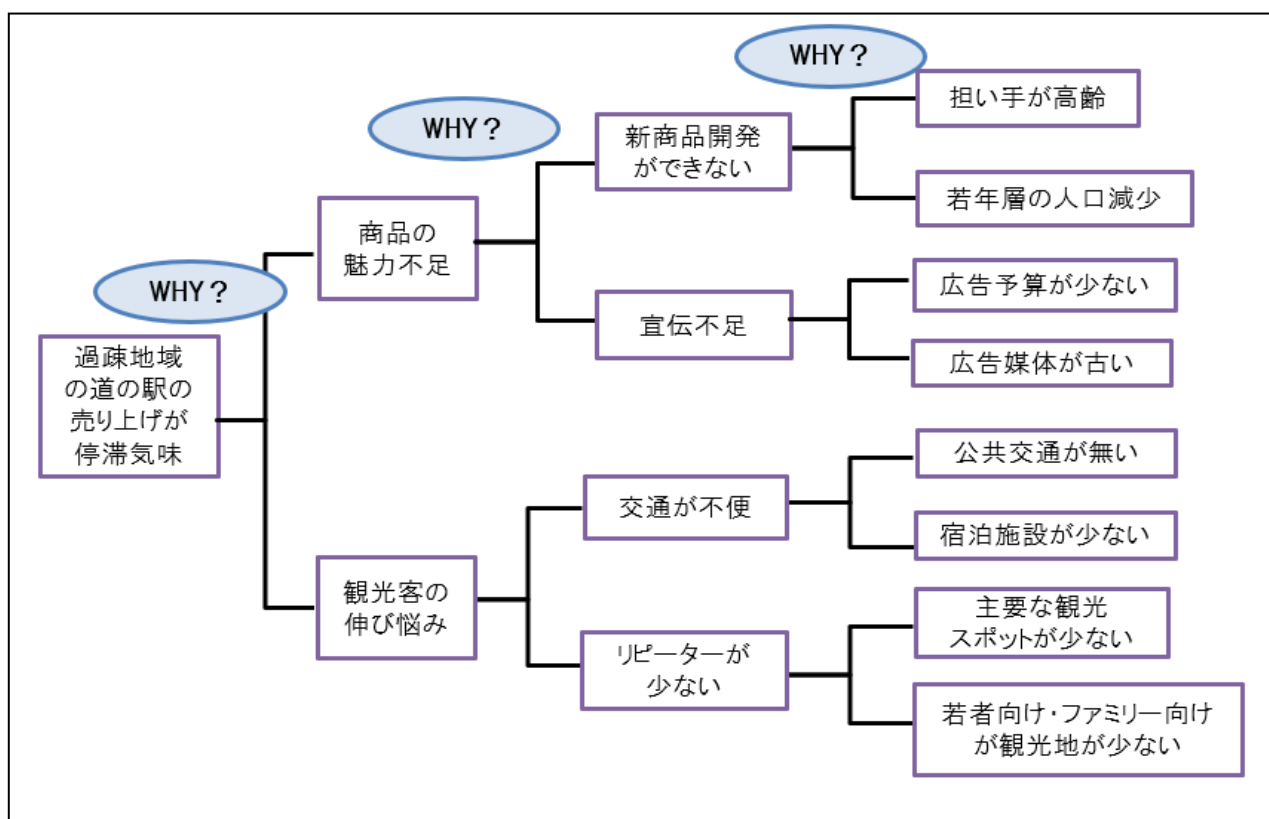 WHY?
WHY?
WHY?
過疎地域
の道の駅の
売り上げが
停滞気味
商品の
魅力不足
観光客の
伸び悩み
新商品開発
ができない
宣伝不足
交通が不便
リピーターが
少ない
担い手が高齢
若年層の人口減少
広告予算が少ない
広告媒体が古い
公共交通が無い
宿泊施設が少ない
主要な観光
スポットが少ない
若者向け・ファミリー向け
が観光地が少ない